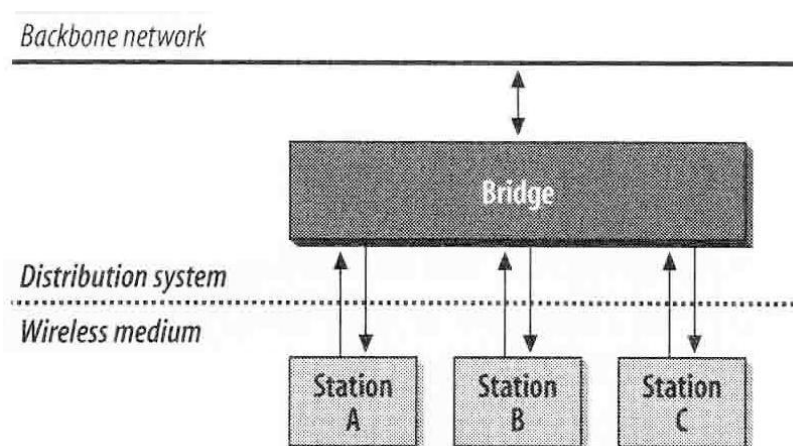 Backbone network
Bridge
Distribution system
Wireless medium
Station
A
Station
B
Station
C